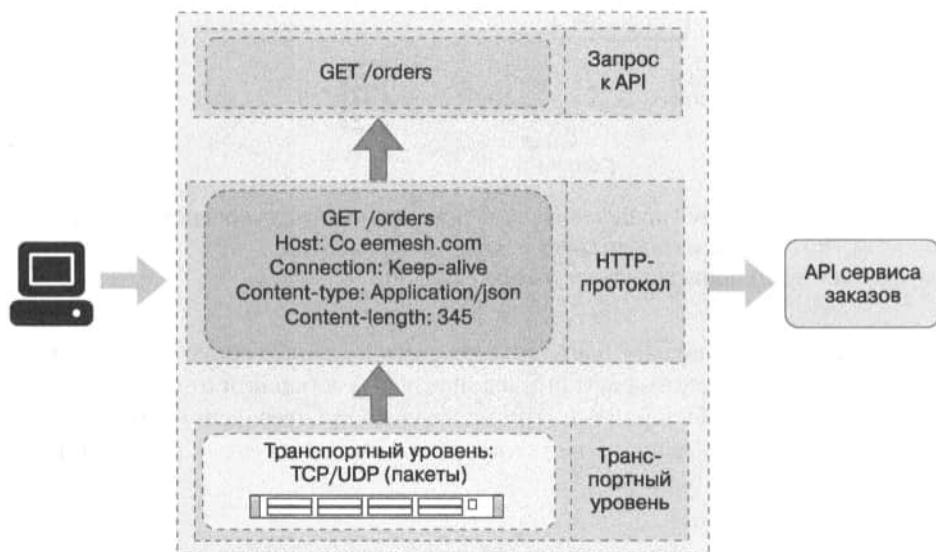 GET /orders
Запрос
к API
GET /orders
Host: Co eemesh.com
Connection: Keep-alive
Content-type: Application/json
Content-length: 345
HTTP-
протокол
API сервиса
заказов
Транспортный уровень:
TCP/UDP (пакеты)
Транс-
портный
уровень